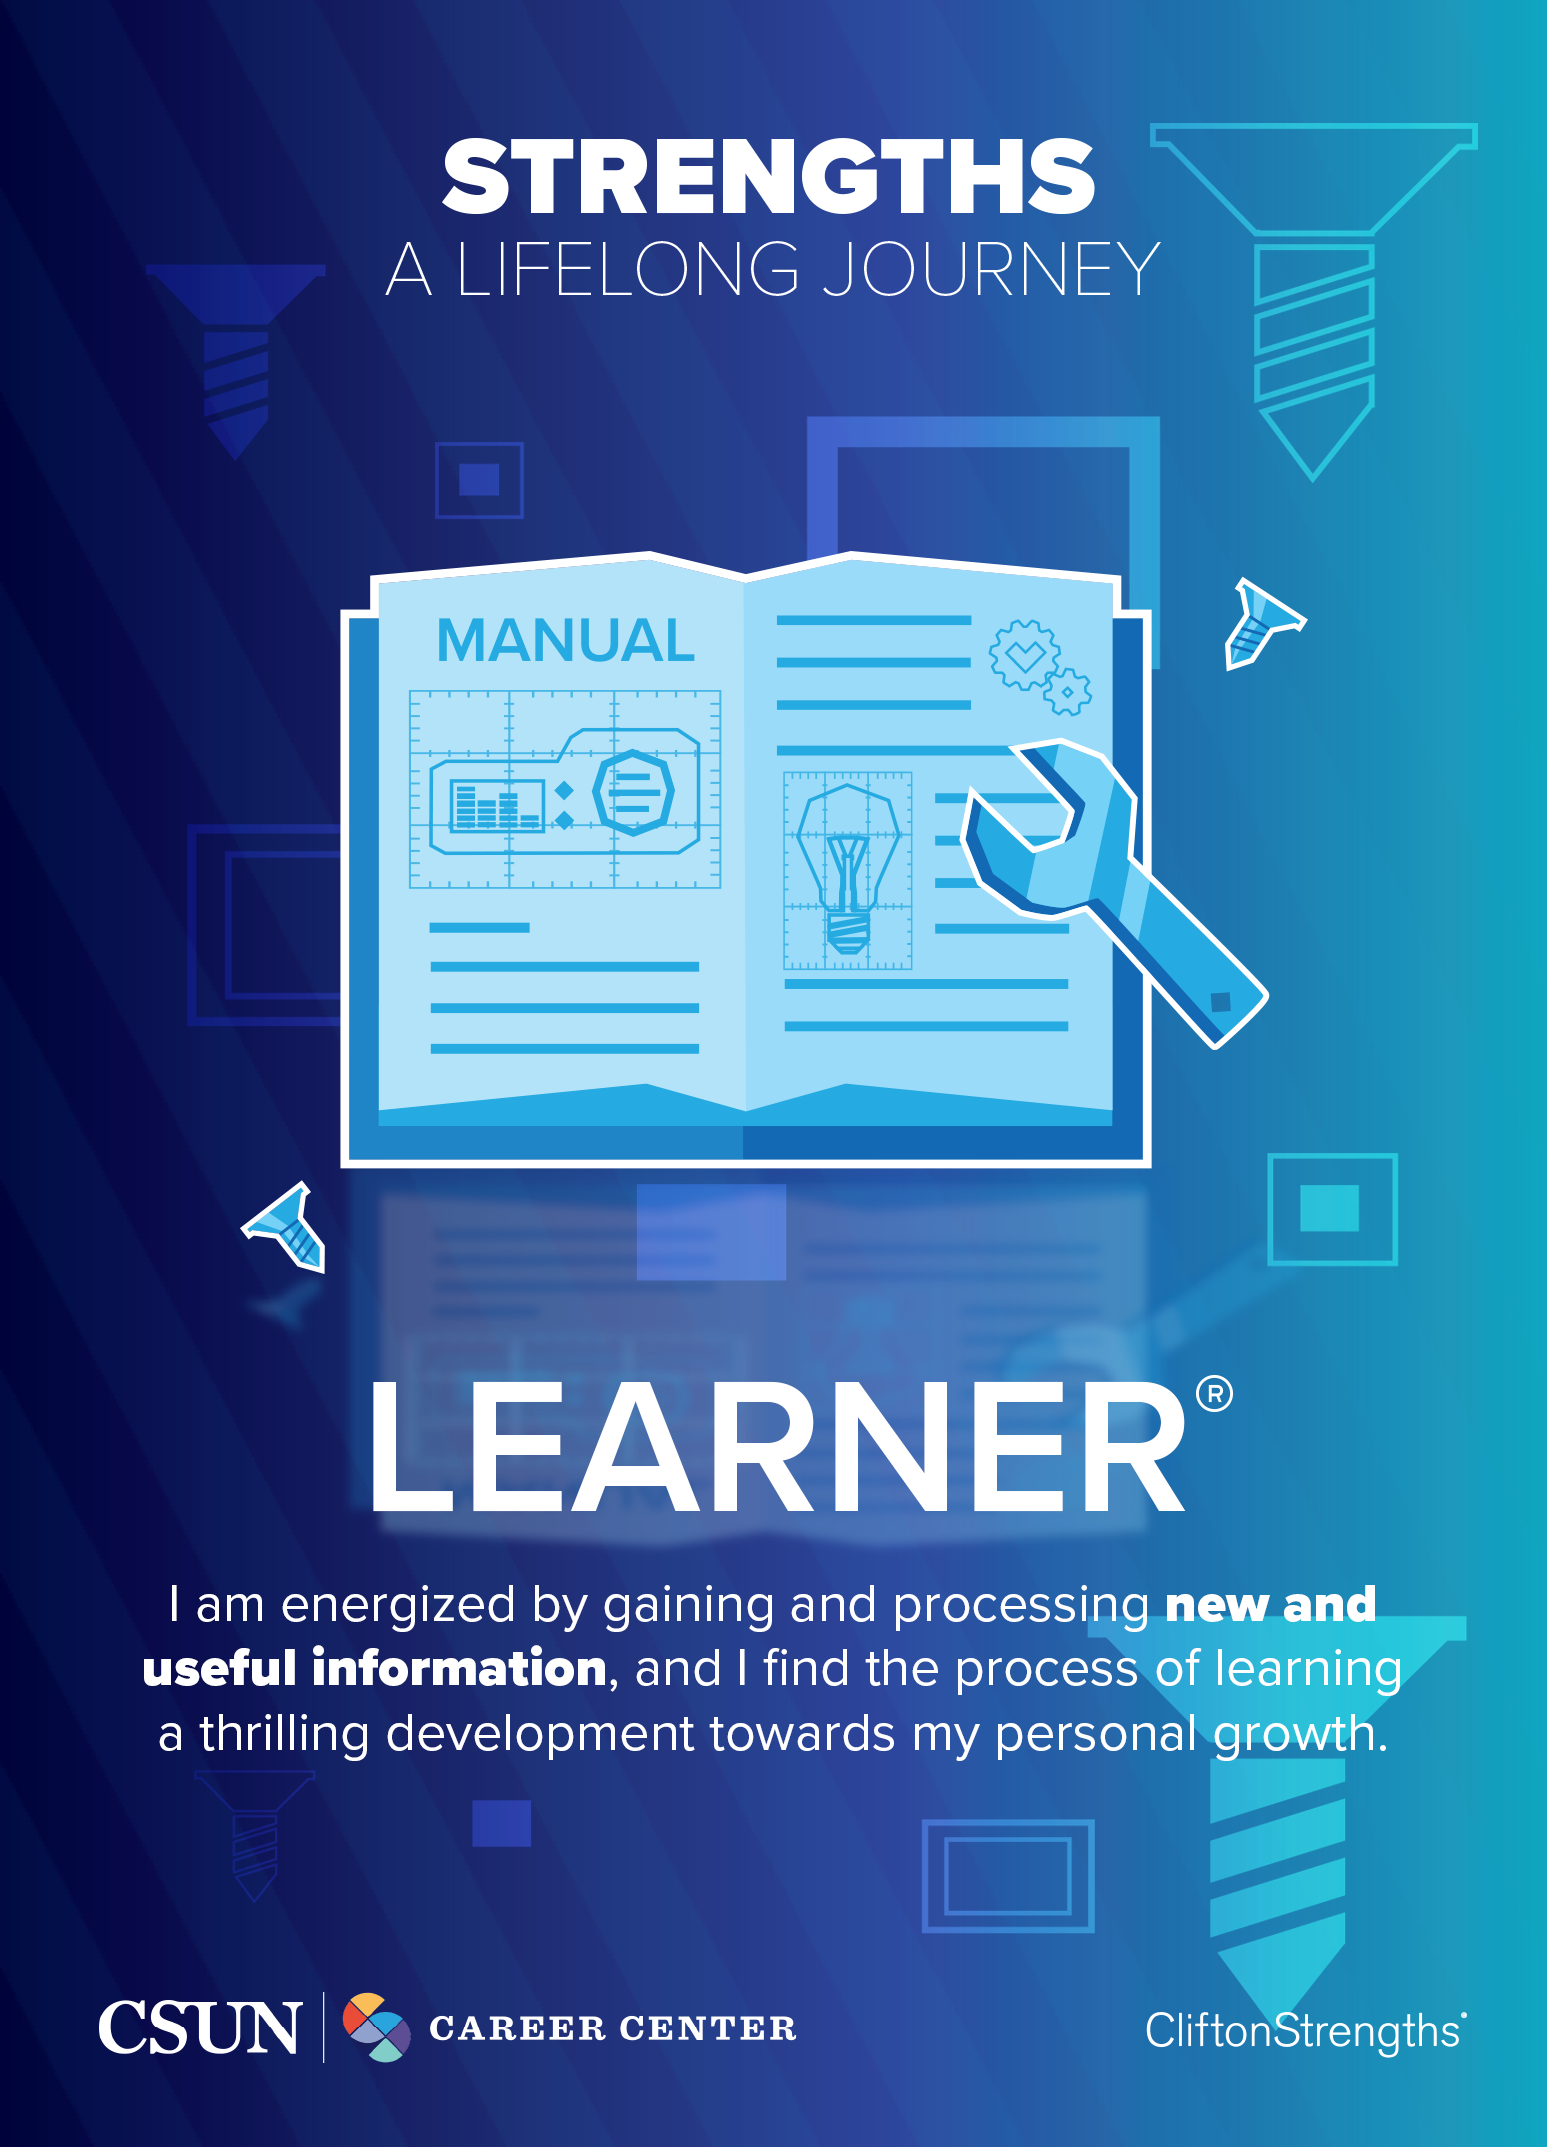 STRENGTHS
A LIFELONG JOURNEY
MANUAL
LEARNER®
I am energized by gaining and processing new and
useful information, and I find the process of learning
a thrilling development towards my personal growth.
CSUN CAREER CENTER
CliftonStrengths®